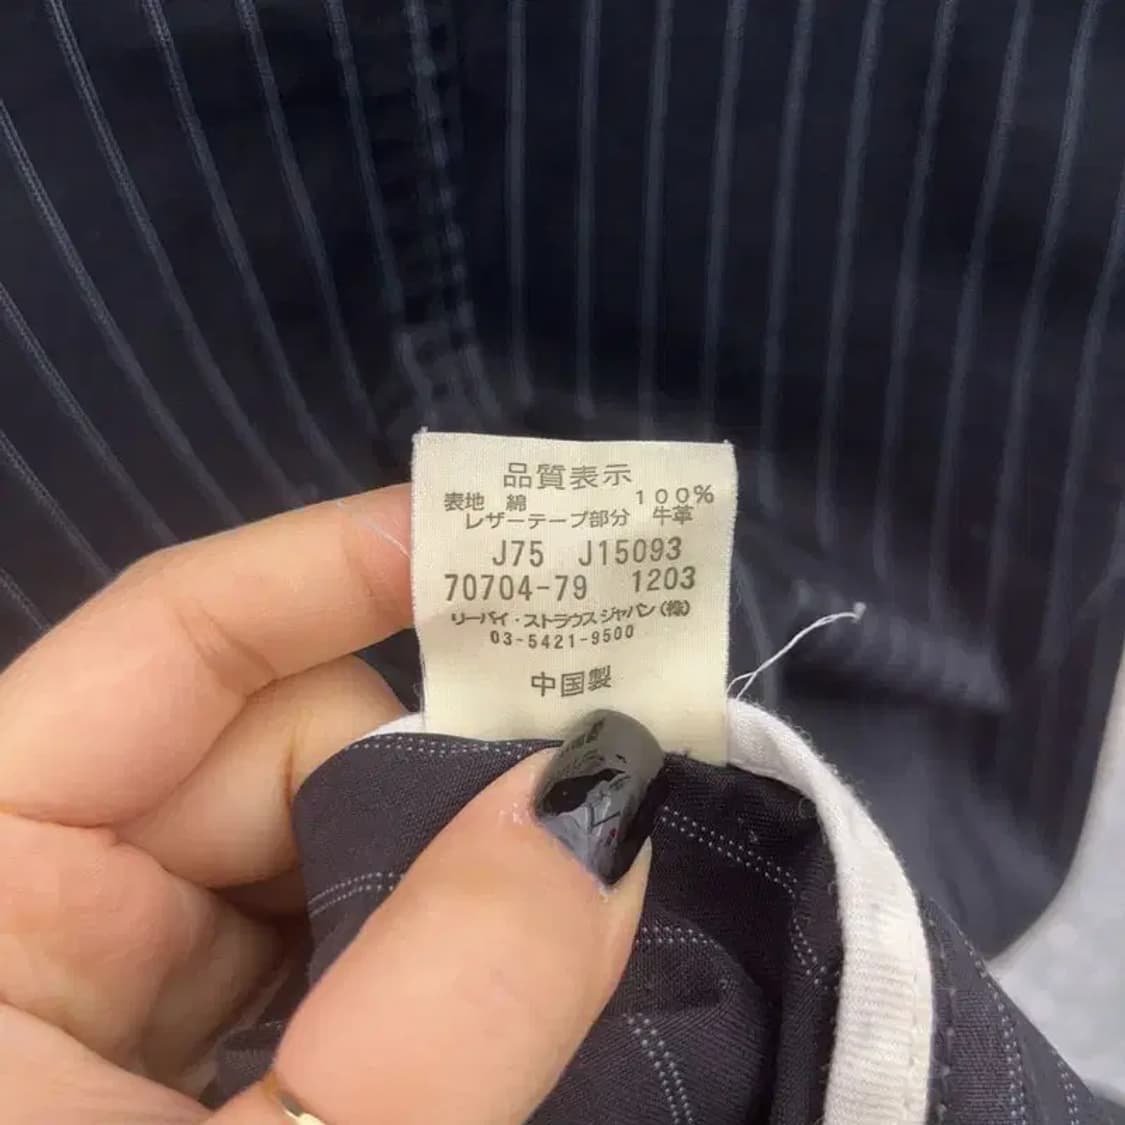 品質表示
表地 綿 100%
レザーテープ部分 牛革
J75 J15093
70704-79 1203
リーバイ・ストラウスジャパン(株)
03-5421-9500
中国製